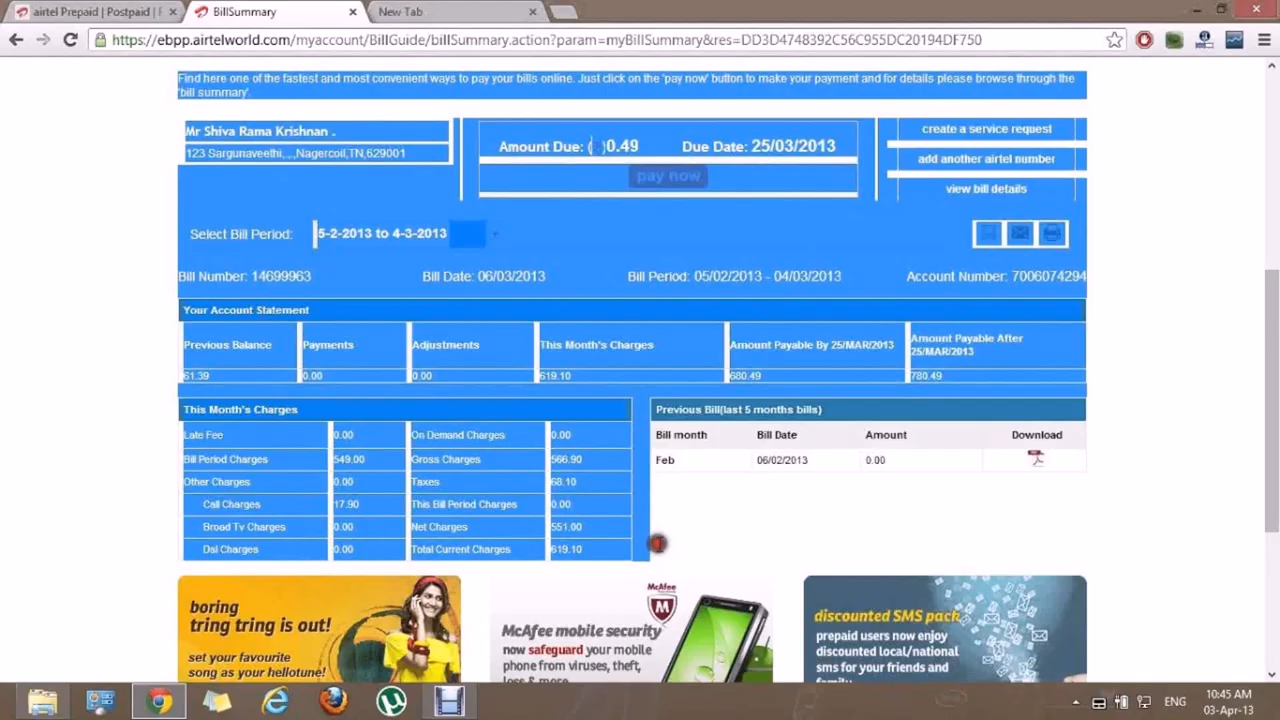 airtel Prepaid | Postpaid |
BillSummary
New Tab
https://ebpp.airtelworld.com/myaccount/BillGuide/billSummary.action?param=myBillSummary&res=DD3D4748392C56C955DC20194DF750
Find here one of the fastest and most convenient ways to pay your bills online. Just click on the 'pay now' button to make your payment and for details please browse through the
'bill summary'.
Mr Shiva Rama Krishnan .
123 Sargunaveethi,.,,Nagercoil,TN,629001
Amount Due: ( )0.49 Due Date: 25/03/2013
pay now
create a service request
add another airtel number
view bill details
Select Bill Period: 5-2-2013 to 4-3-2013
Bill Number: 14699963 Bill Date: 06/03/2013 Bill Period: 05/02/2013 - 04/03/2013 Account Number: 7006074294
Your Account Statement
Previous Balance Payments Adjustments This Month's Charges Amount Payable By 25/MAR/2013 Amount Payable After 25/MAR/2013
61.39 0.00 0.00 619.10 680.49 780.49
This Month's Charges
Late Fee 0.00 On Demand Charges 0.00
Bill Period Charges 549.00 Gross Charges 566.90
Other Charges 0.00 Taxes 68.10
Call Charges 17.90 This Bill Period Charges 0.00
Broad Tv Charges 0.00 Net Charges 551.00
Dsl Charges 0.00 Total Current Charges 619.10
Previous Bill(last 5 months bills)
Bill month Bill Date Amount Download
Feb 06/02/2013 0.00
boring
tring tring is out!
set your favourite
song as your hellotune!
McAfee
McAfee mobile security
now safeguard your mobile
phone from viruses, theft,
loss & more
discounted SMS pack
prepaid users now enjoy
discounted local/national
sms for your friends and
family
ENG
10:45 AM
03-Apr-13